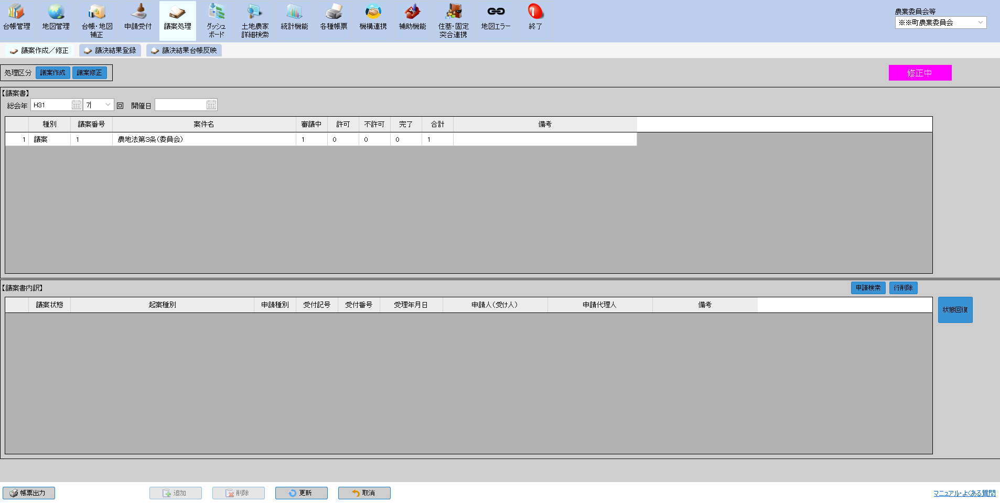 台帳管理 地図管理 台帳・地図補正 申請受付 議案処理 ダッシュボード 土地農家詳細検索 統計機能 各種帳票 機構連携 補助機能 住基・固定突合連携 地図エラー 終了
農業委員会等
※※町農業委員会
議案作成／修正 議決結果登録 議決結果台帳反映
処理区分 議案作成 議案修正 修正中
【議案書】
総会年 H31 7 回 開催日
種別 議案番号 案件名 審議中 許可 不許可 完了 合計 備考
1 議案 1 農地法第3条(委員会) 1 0 0 0 1
【議案書内訳】 申請検索 行削除
議案状態 起案種別 申請種別 受付記号 受付番号 受理年月日 申請人(受け人) 申請代理人 備考
状態回復
帳票出力 追加 削除 更新 取消 マニュアル・よくある質問